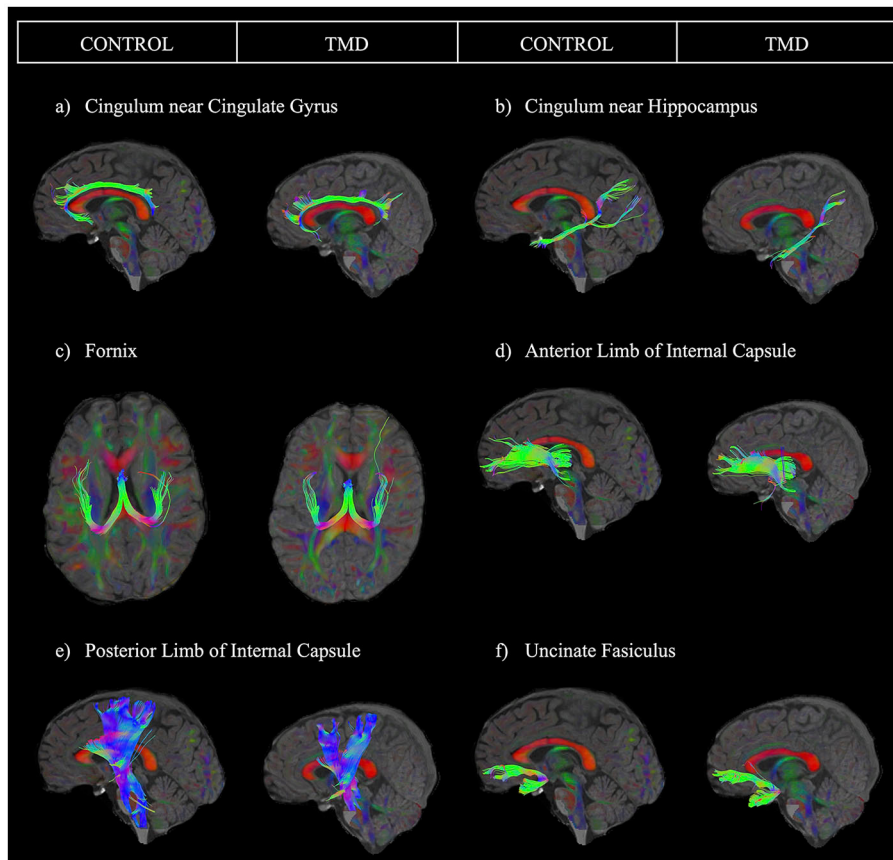 CONTROL TMD CONTROL TMD
a) Cingulum near Cingulate Gyrus
b) Cingulum near Hippocampus
c) Fornix
d) Anterior Limb of Internal Capsule
e) Posterior Limb of Internal Capsule
f) Uncinate Fasiculus